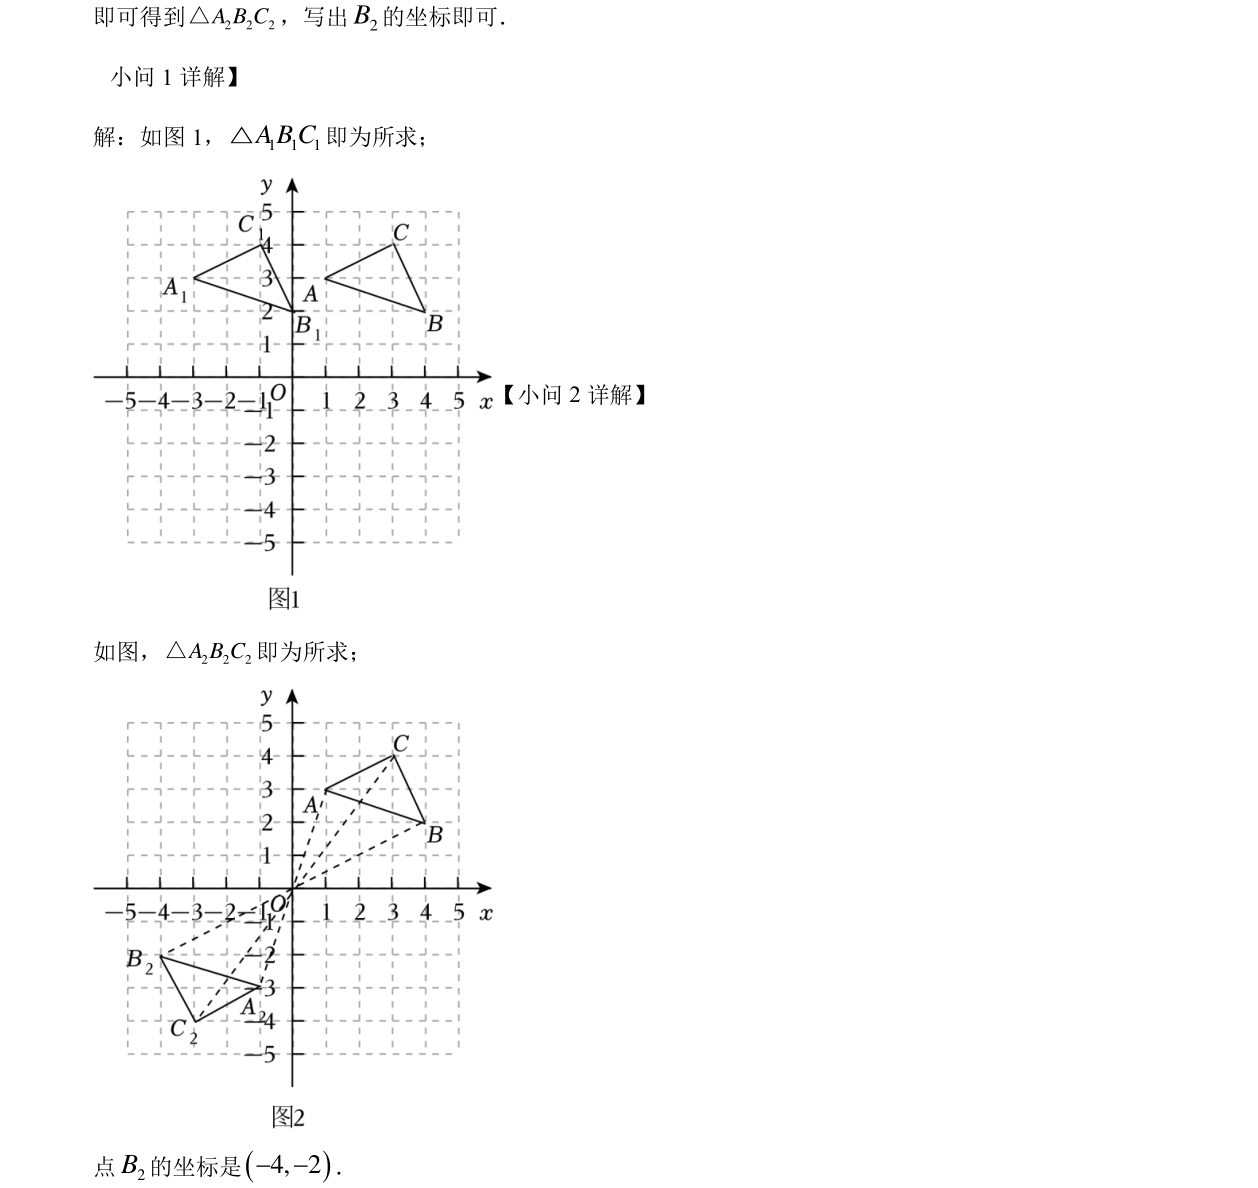 即可得到△A₂B₂C₂，写出B₂的坐标即可．
小问1详解】
解：如图1，△A₁B₁C₁即为所求；
y
5
C₁
4
C
3
A₁
A
2
B₁
B
1
O
−5 −4 −3 −2 −1 1 2 3 4 5 x
【小问2详解】
−1
−2
−3
−4
−5
图1
如图，△A₂B₂C₂即为所求；
y
5
C
4
3
A
2
B
1
O
−5 −4 −3 −2 −1 1 2 3 4 5 x
−1
−2
B₂
−3
A₂
−4
C₂
−5
图2
点B₂的坐标是(−4,−2)．